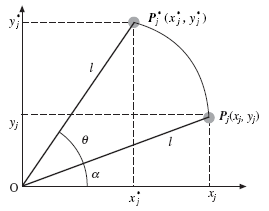 y*j P*j (x*j, y*j)
l
yj Pj (xj, yj)
θ
l
α
O x*j xj